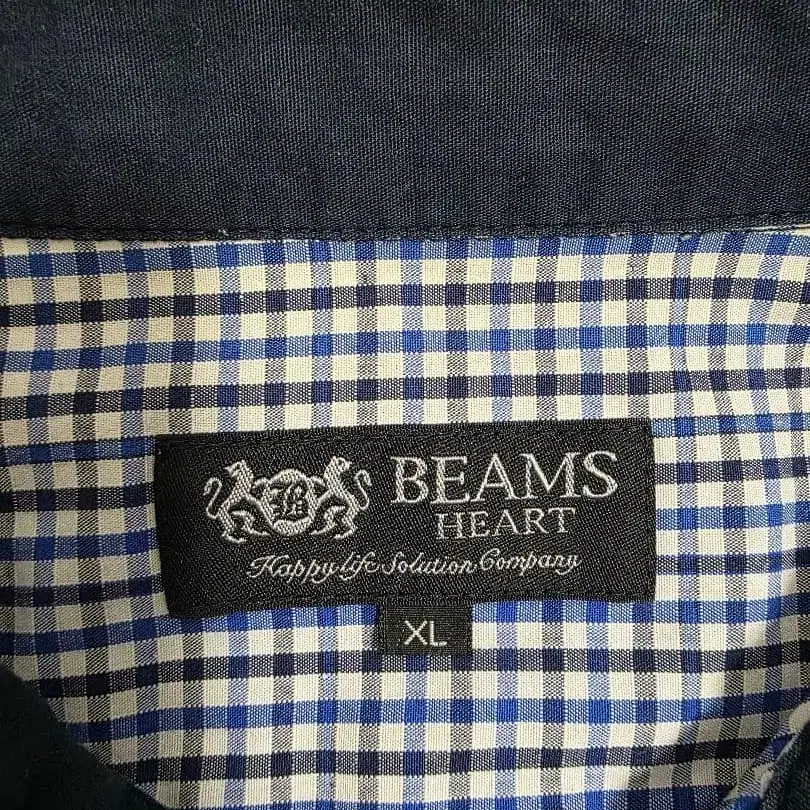 B
BEAMS
HEART
Happy life Solution Company
XL